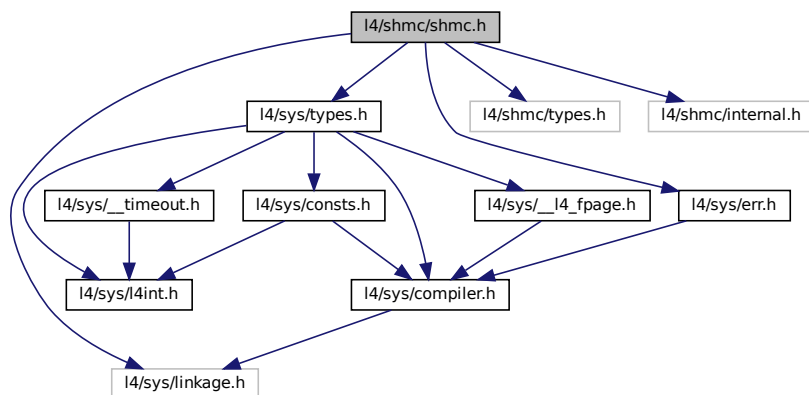 l4/shmc/shmc.h
l4/sys/types.h
l4/shmc/types.h
l4/shmc/internal.h
l4/sys/__timeout.h
l4/sys/consts.h
l4/sys/__l4_fpage.h
l4/sys/err.h
l4/sys/l4int.h
l4/sys/compiler.h
l4/sys/linkage.h